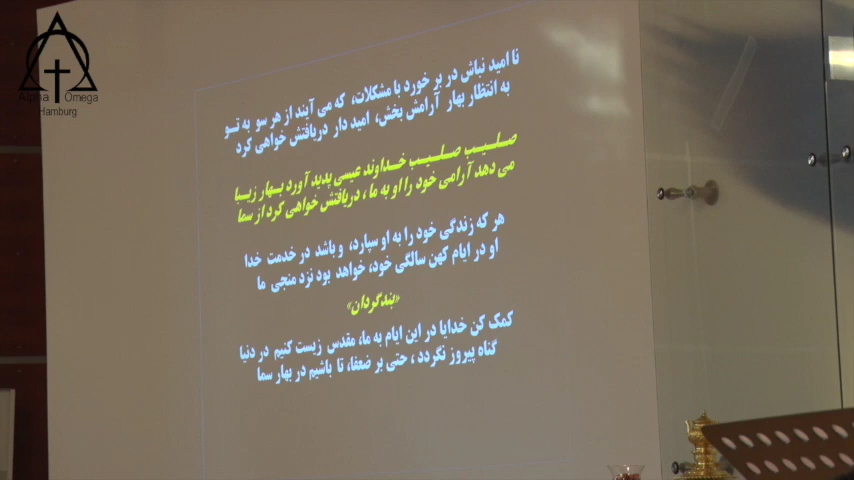 Alpha Omega
Hamburg
نا امید نباش در بر خورد با مشکلات، که می آیند از هر سو به تو
به انتظار بهار آرامش بخش، امید دار دریافتش خواهی کرد
صلیب صلیب خداوند عیسی پدید آورد بهار زیبا
می دهد آرامی خود را او به ما، دریافتش خواهی کرد از سما
هر که زندگی خود را به او سپارد، و باشد در خدمت خدا
او در ایام کهن سالگی خود، خواهد بود نزد منجی ما
«بندگردان»
کمک کن خدایا در این ایام به ما، مقدس زیست کنیم در دنیا
گناه پیروز نگردد، حتی بر ضعفا، تا باشیم در بهار سما